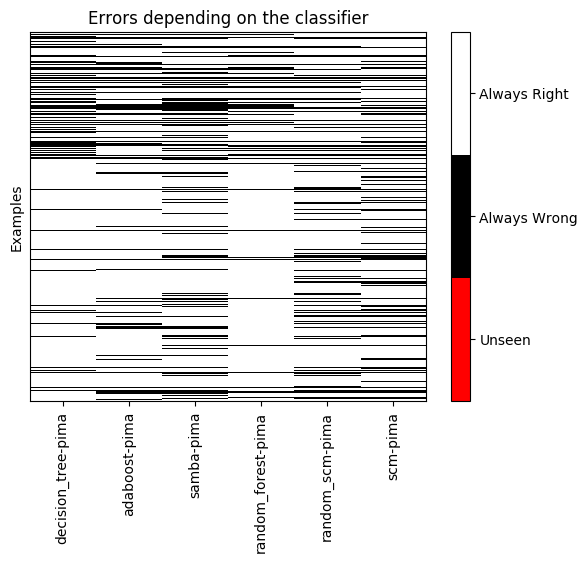 Errors depending on the classifier
Always Right
Always Wrong
Unseen
Examples
decision_tree-pima
adaboost-pima
samba-pima
random_forest-pima
random_scm-pima
scm-pima